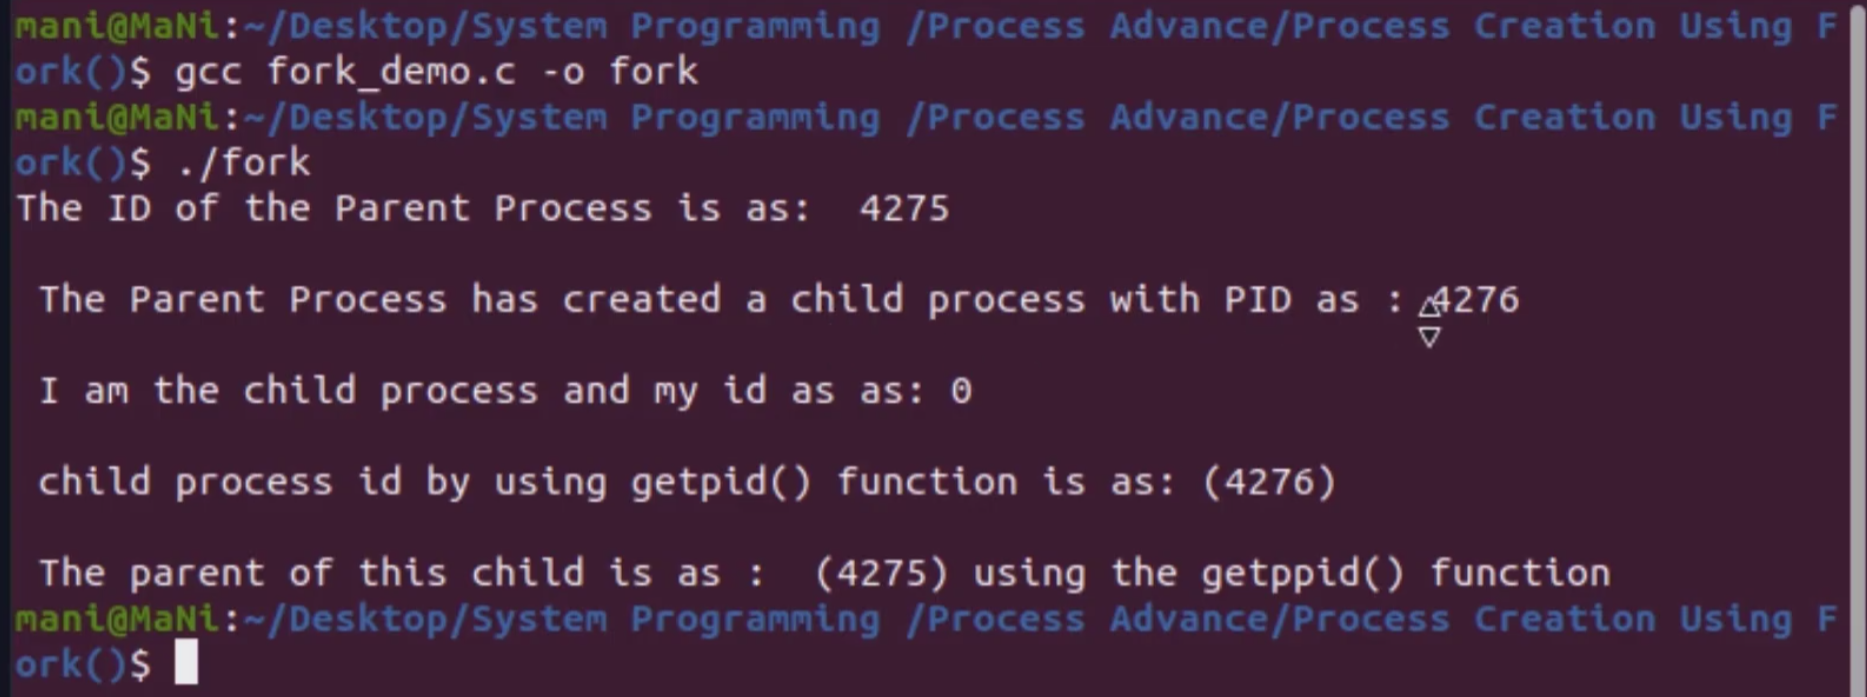 mani@MaNi:~/Desktop/System Programming /Process Advance/Process Creation Using F
ork()$ gcc fork_demo.c -o fork
mani@MaNi:~/Desktop/System Programming /Process Advance/Process Creation Using F
ork()$ ./fork
The ID of the Parent Process is as:  4275
 The Parent Process has created a child process with PID as : 4276
 I am the child process and my id as as: 0
 child process id by using getpid() function is as: (4276)
 The parent of this child is as :  (4275) using the getppid() function
mani@MaNi:~/Desktop/System Programming /Process Advance/Process Creation Using F
ork()$